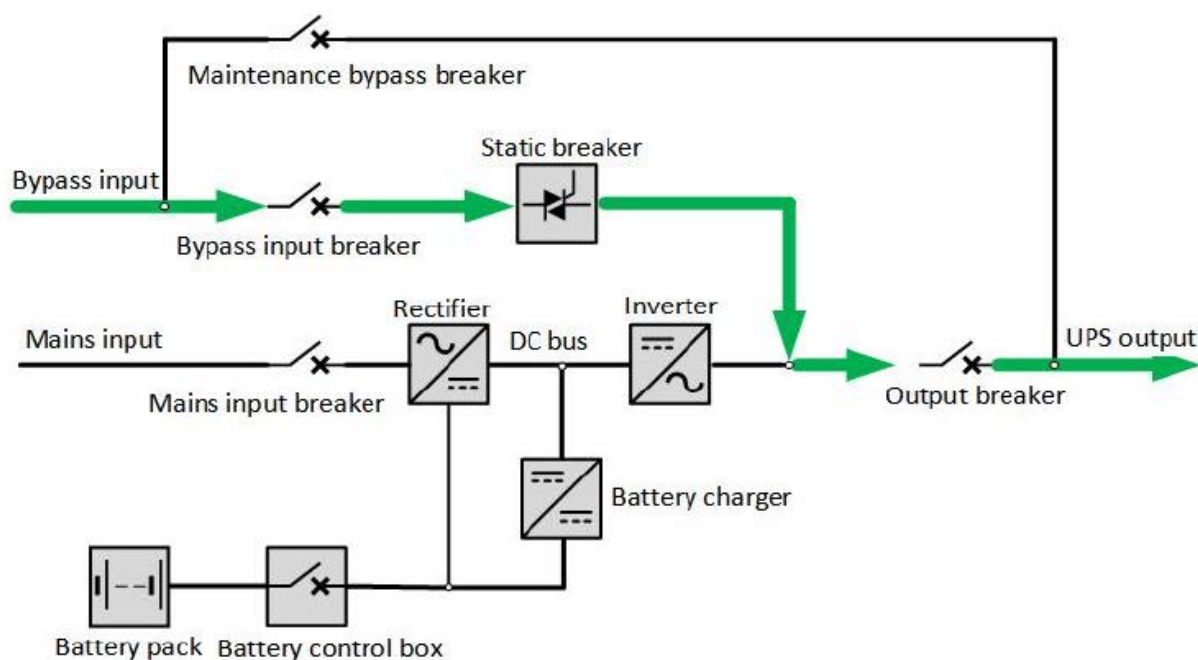 Maintenance bypass breaker
Static breaker
Bypass input
Bypass input breaker
Rectifier
Inverter
Mains input
DC bus
UPS output
Mains input breaker
Output breaker
Battery charger
Battery pack
Battery control box